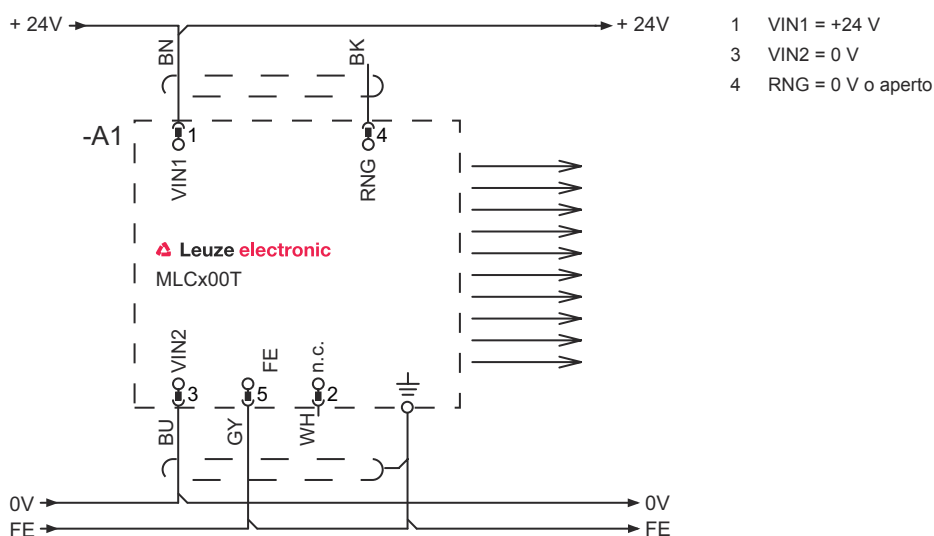 + 24V
+ 24V
1 VIN1 = +24 V
3 VIN2 = 0 V
4 RNG = 0 V o aperto
BN
BK
-A1
1
4
VIN1
RNG
Leuze electronic
MLCx00T
VIN2
FE
n.c.
3
5
2
BU
GY
WH
0V
0V
FE
FE